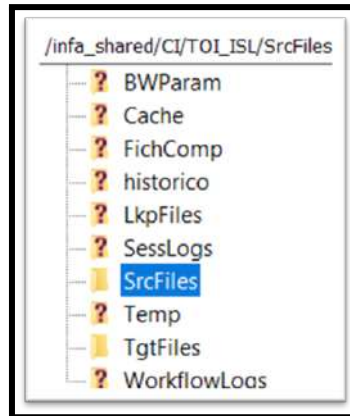 /infa_shared/CI/TOI_ISL/SrcFiles
BWParam
Cache
FichComp
historico
LkpFiles
SessLogs
SrcFiles
Temp
TgtFiles
WorkflowLogs